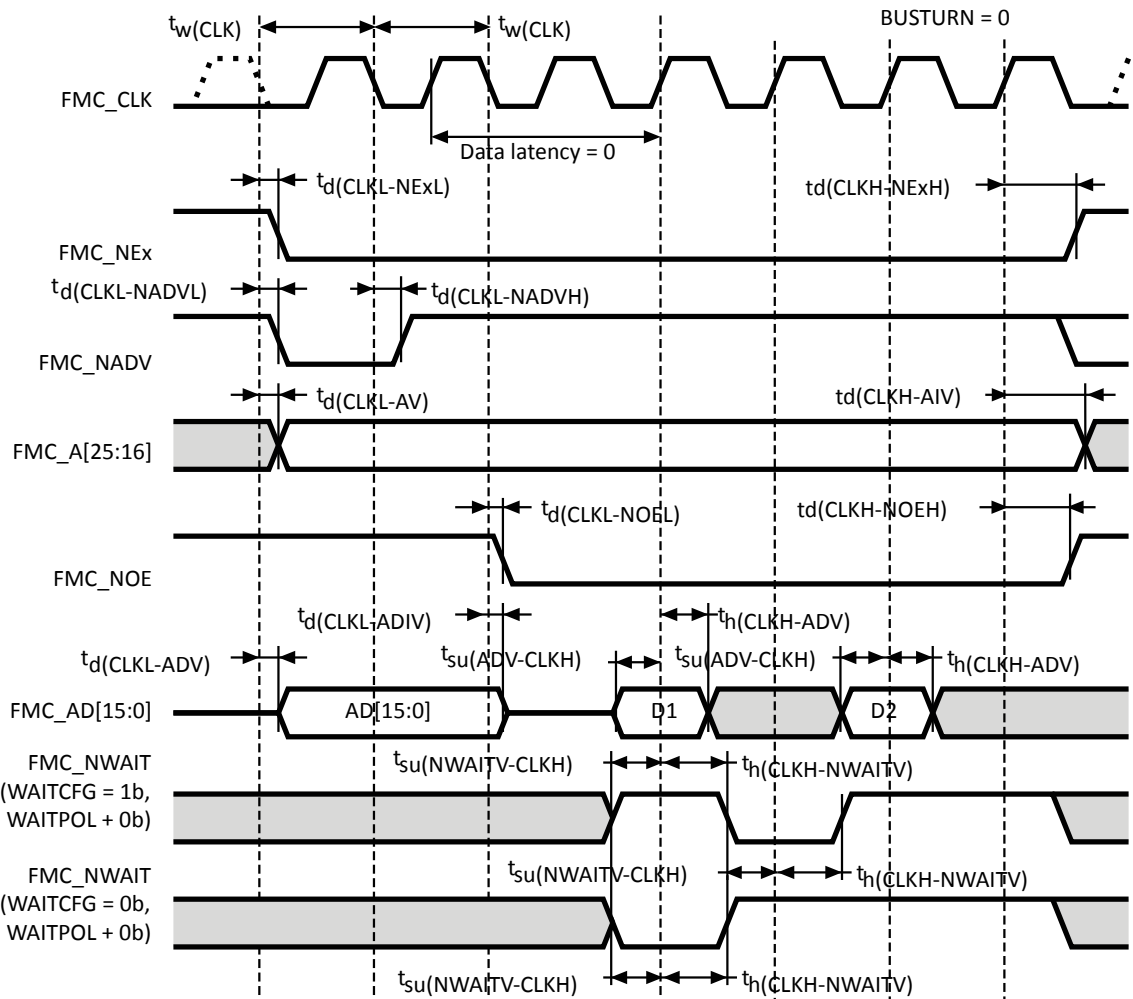 BUSTURN = 0
tw(CLK) tw(CLK)
FMC_CLK
Data latency = 0
td(CLKL-NExL) td(CLKH-NExH)
FMC_NEx
td(CLKL-NADVL) td(CLKL-NADVH)
FMC_NADV
td(CLKL-AV) td(CLKH-AIV)
FMC_A[25:16]
td(CLKL-NOEL) td(CLKH-NOEH)
FMC_NOE
td(CLKL-ADIV) th(CLKH-ADV)
td(CLKL-ADV) tsu(ADV-CLKH) tsu(ADV-CLKH) th(CLKH-ADV)
FMC_AD[15:0] AD[15:0] D1 D2
FMC_NWAIT
(WAITCFG = 1b,
WAITPOL + 0b)
tsu(NWAITV-CLKH) th(CLKH-NWAITV)
tsu(NWAITV-CLKH) th(CLKH-NWAITV)
FMC_NWAIT
(WAITCFG = 0b,
WAITPOL + 0b)
tsu(NWAITV-CLKH) th(CLKH-NWAITV)